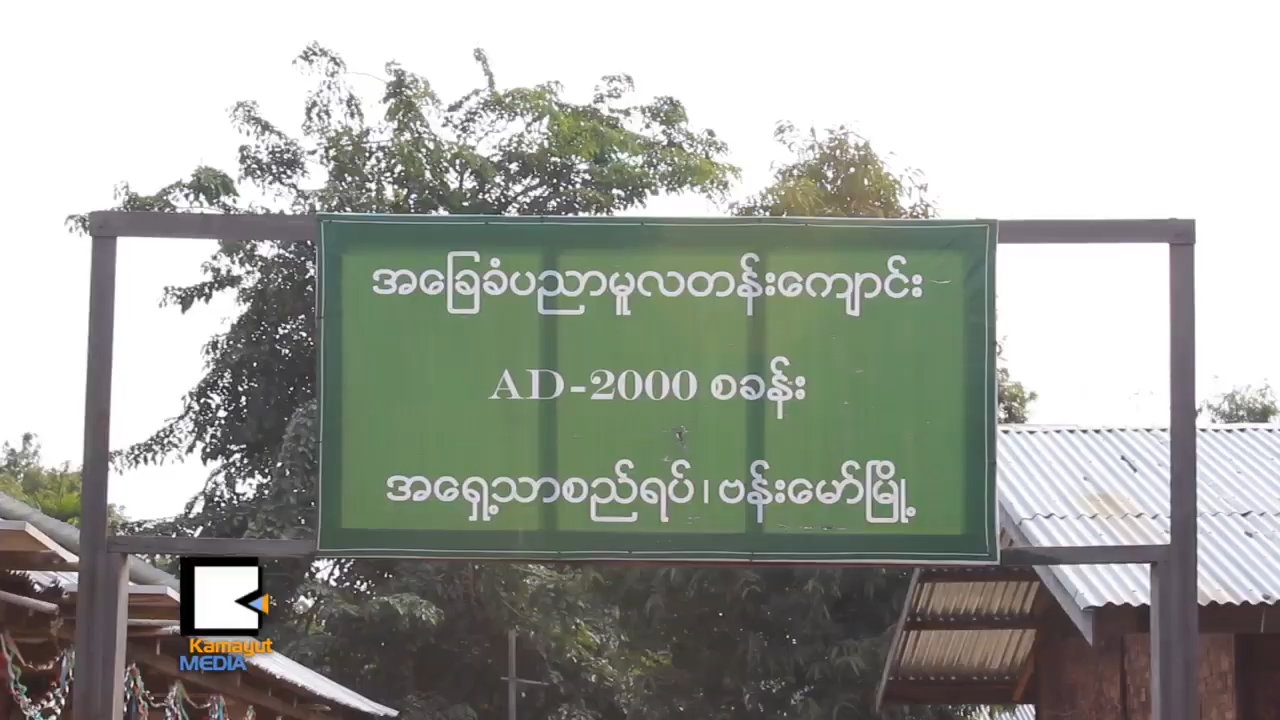 အခြေခံပညာမူလတန်းကျောင်း
AD-2000 စခန်း
အရှေ့သာစည်ရပ်၊ ဗန်းမော်မြို့
Kamayut
MEDIA